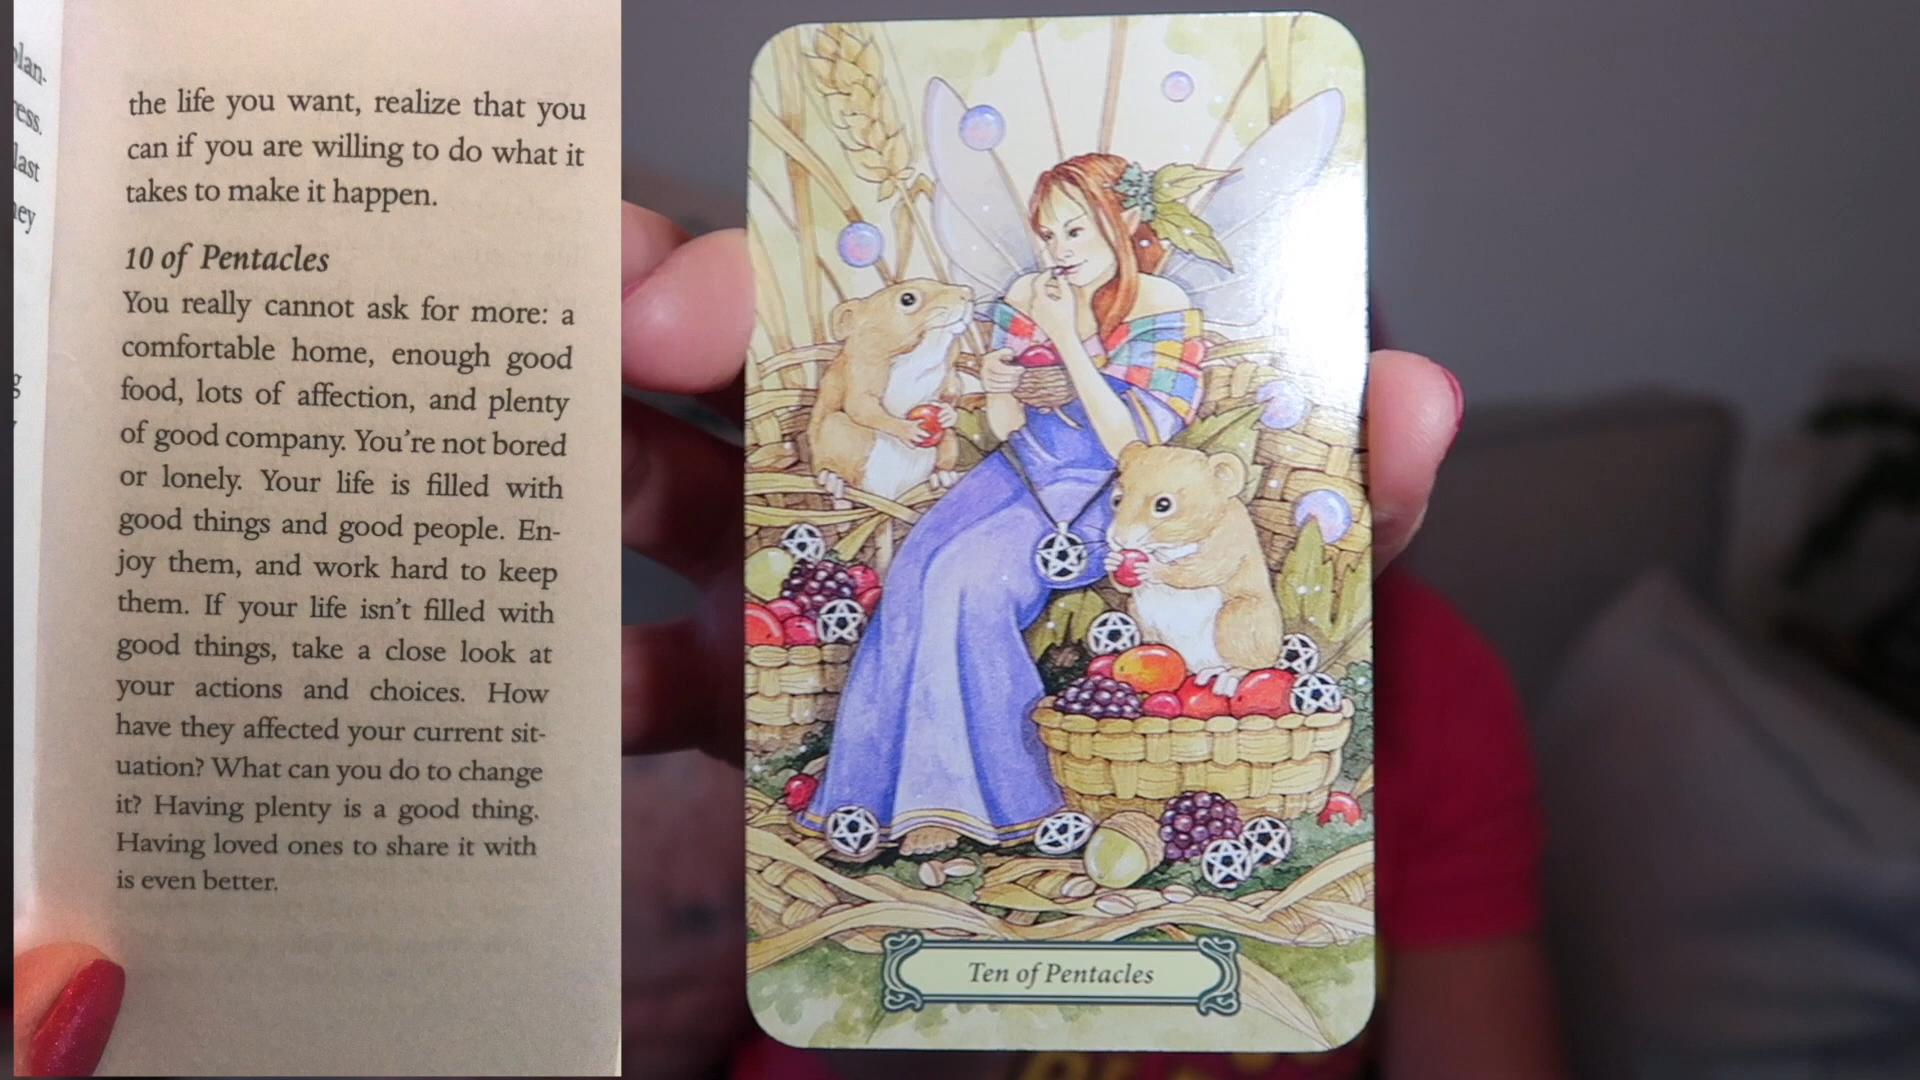 plan-
ess.
last
ney
the life you want, realize that you
can if you are willing to do what it
takes to make it happen.
10 of Pentacles
You really cannot ask for more: a
comfortable home, enough good
food, lots of affection, and plenty
of good company. You're not bored
or lonely. Your life is filled with
good things and good people. En-
joy them, and work hard to keep
them. If your life isn't filled with
good things, take a close look at
your actions and choices. How
have they affected your current sit-
uation? What can you do to change
it? Having plenty is a good thing.
Having loved ones to share it with
is even better.
Ten of Pentacles